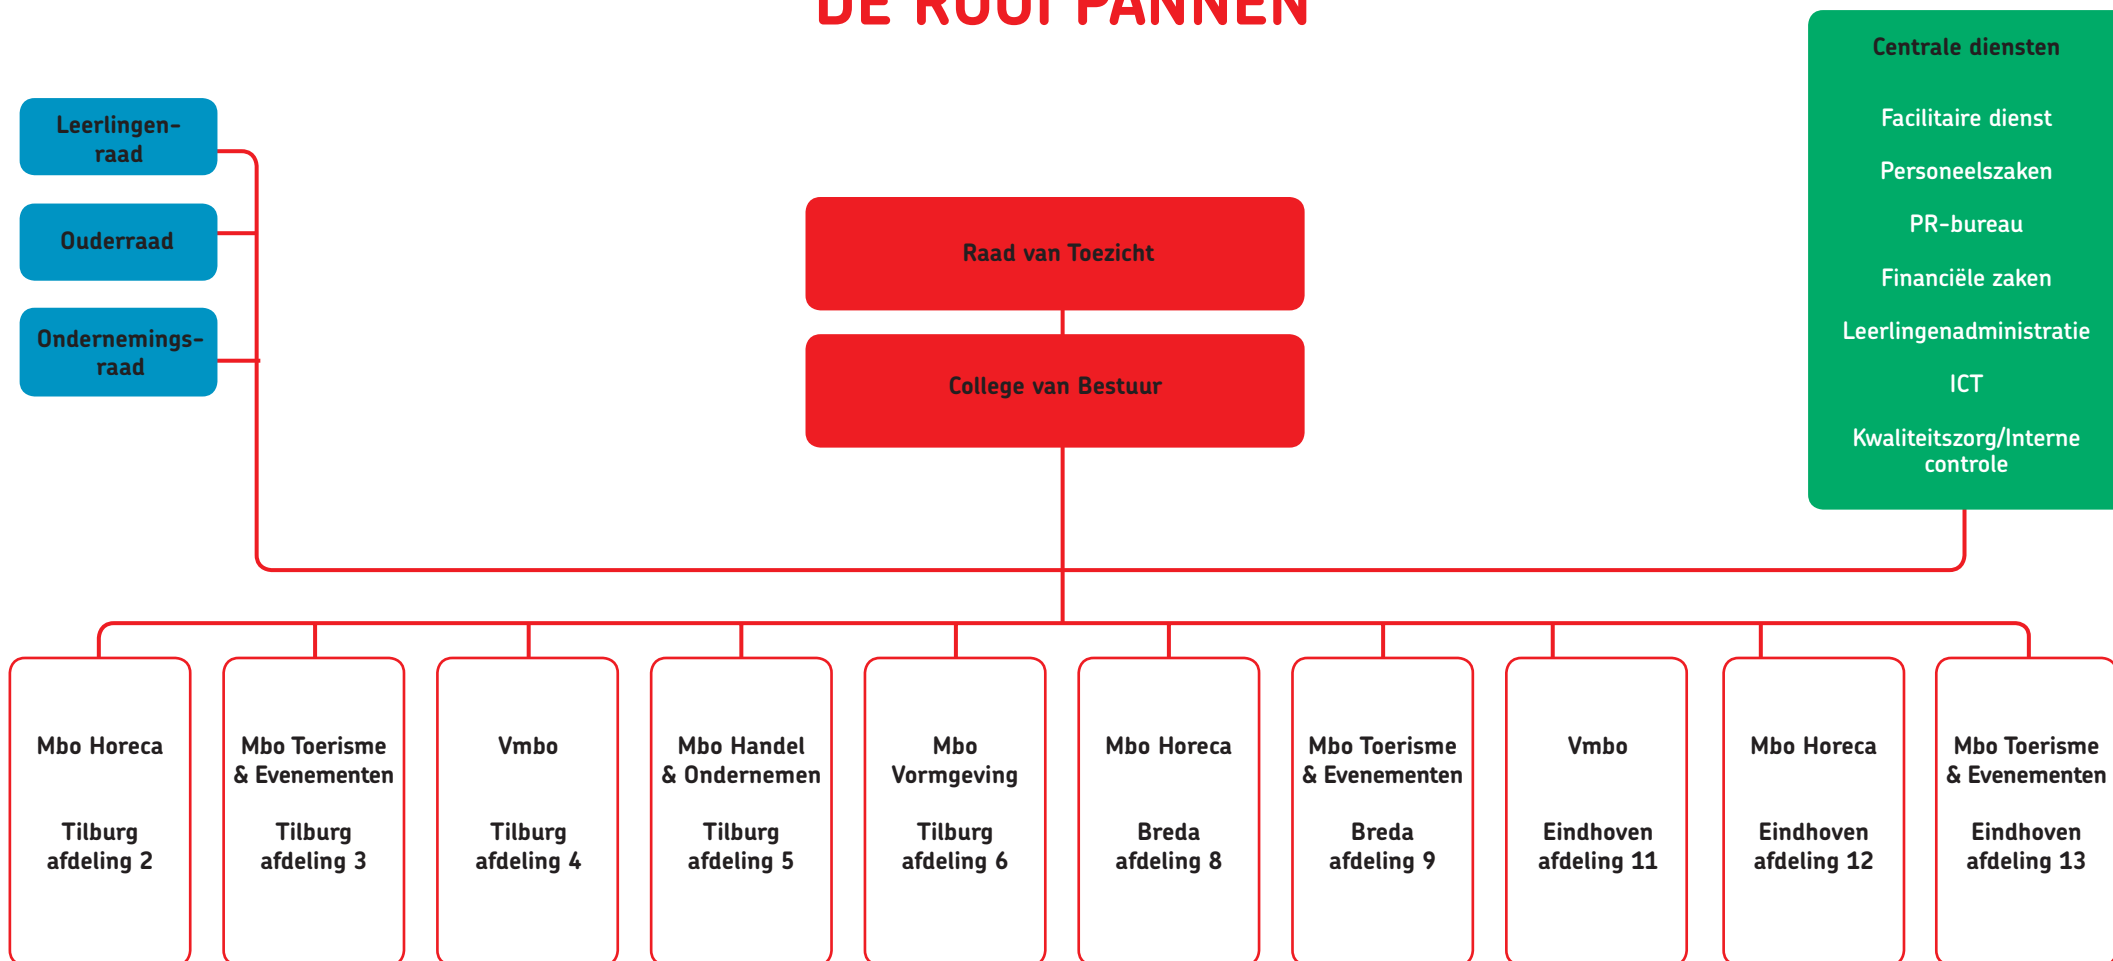 DE ROOI PANNEN
Centrale diensten
Facilitaire dienst
Personeelszaken
PR-bureau
Financiële zaken
Leerlingenadministratie
ICT
Kwaliteitszorg/Interne
controle
Leerlingen-
raad
Ouderraad
Ondernemings-
raad
Raad van Toezicht
College van Bestuur
Mbo Horeca
Tilburg
afdeling 2
Mbo Toerisme
& Evenementen
Tilburg
afdeling 3
Vmbo
Tilburg
afdeling 4
Mbo Handel
& Ondernemen
Tilburg
afdeling 5
Mbo
Vormgeving
Tilburg
afdeling 6
Mbo Horeca
Breda
afdeling 8
Mbo Toerisme
& Evenementen
Breda
afdeling 9
Vmbo
Eindhoven
afdeling 11
Mbo Horeca
Eindhoven
afdeling 12
Mbo Toerisme
& Evenementen
Eindhoven
afdeling 13